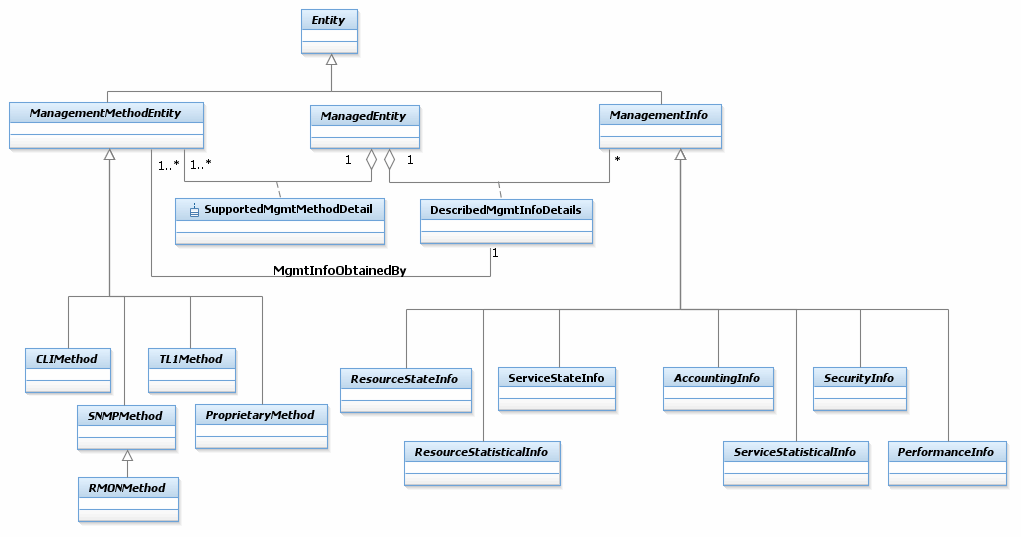 Entity
ManagementMethodEntity
ManagedEntity
ManagementInfo
1..*
1..*
1
1
*
SupportedMgmtMethodDetail
DescribedMgmtInfoDetails
1
MgmtInfoObtainedBy
CLIMethod
TL1Method
ResourceStateInfo
ServiceStateInfo
AccountingInfo
SecurityInfo
SNMPMethod
ProprietaryMethod
ResourceStatisticalInfo
ServiceStatisticalInfo
PerformanceInfo
RMONMethod